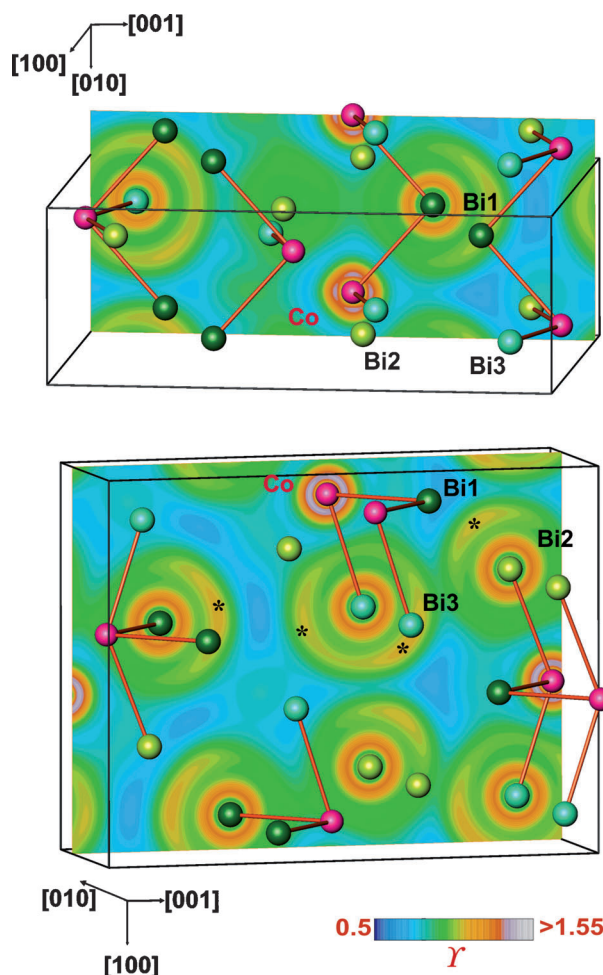 [001]
[100]
[010]
Bi1
Co
Bi2
Bi3
Co
Bi1
*
Bi2
*
Bi3
*
*
[010]
[001]
[100]
0.5
>1.55
ϒ